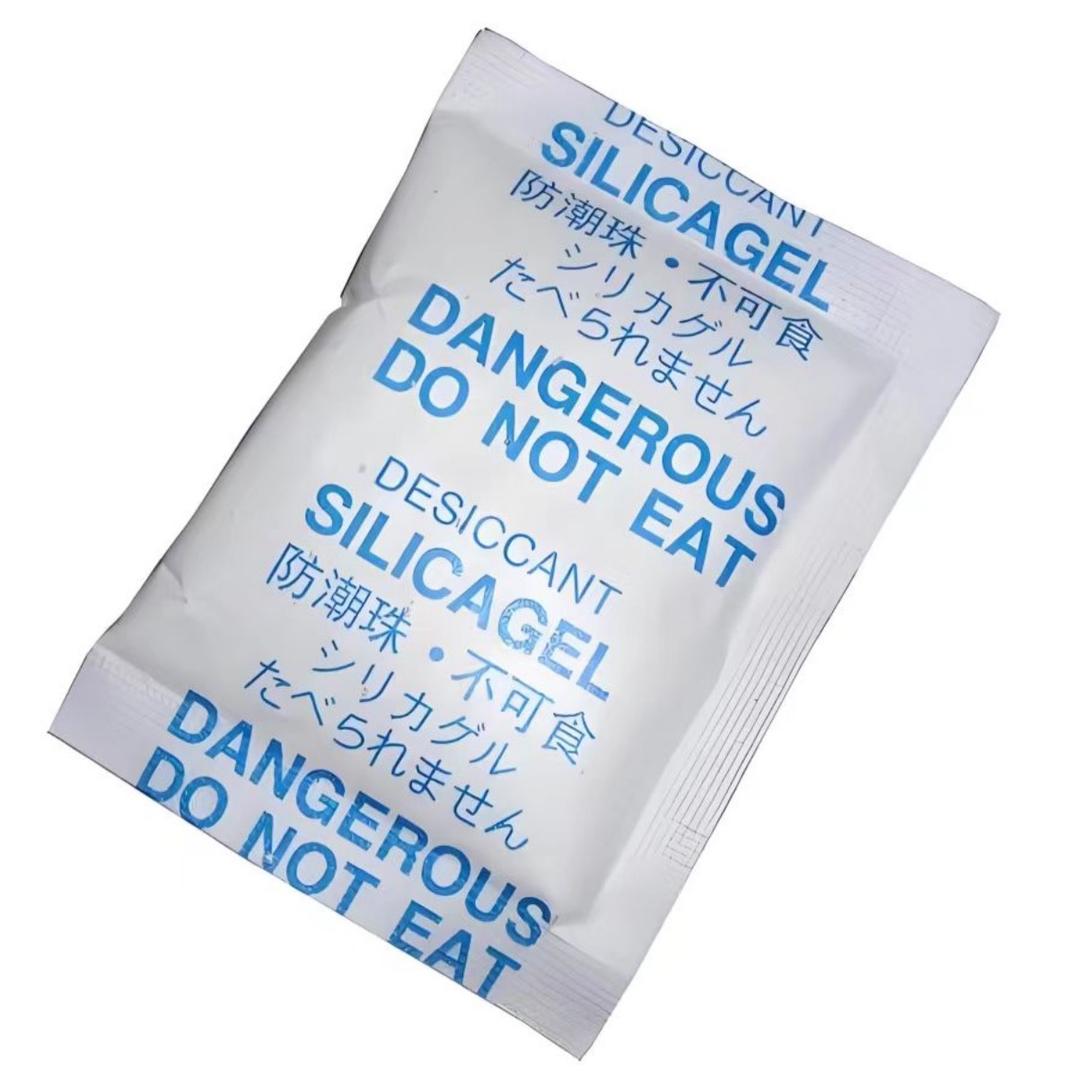 DESICCANT
SILICAGEL
防潮珠・不可食
シリカゲル
たべられません
DANGEROUS
DO NOT EAT
DESICCANT
SILICAGEL
防潮珠・不可食
シリカゲル
たべられません
DANGEROUS
DO NOT EAT